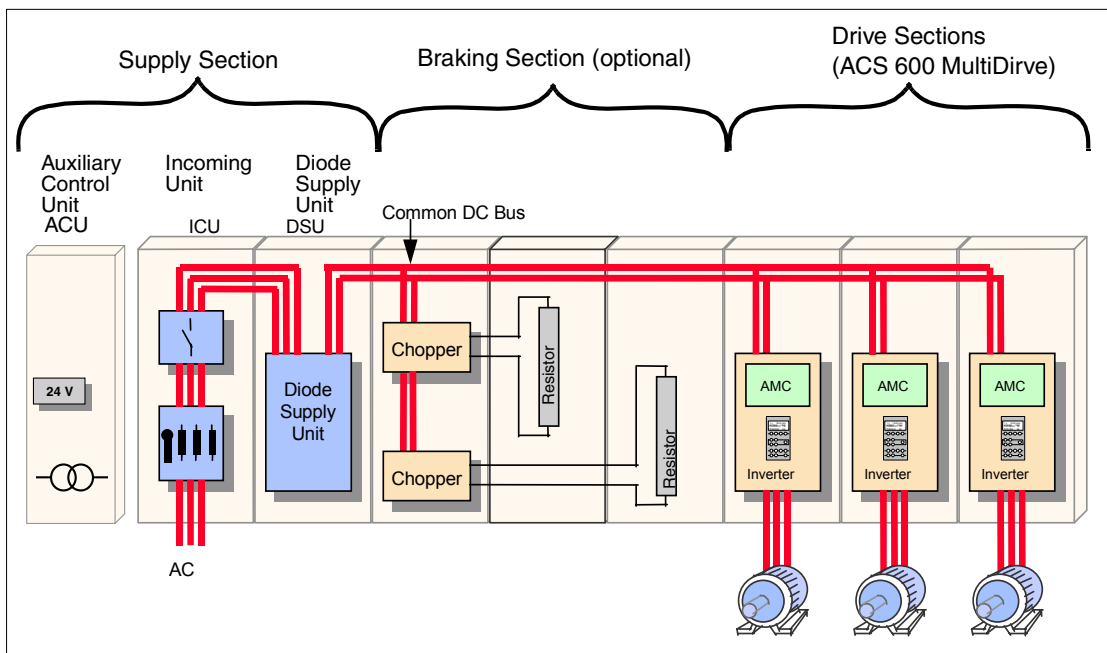 Supply Section
Braking Section (optional)
Drive Sections
(ACS 600 MultiDirve)
Auxiliary
Control
Unit
ACU
Incoming
Unit
ICU
Diode
Supply
Unit
DSU
Common DC Bus
24 V
Diode
Supply
Unit
Chopper
Chopper
Resistor
Resistor
AMC
Inverter
AMC
Inverter
AMC
Inverter
AC